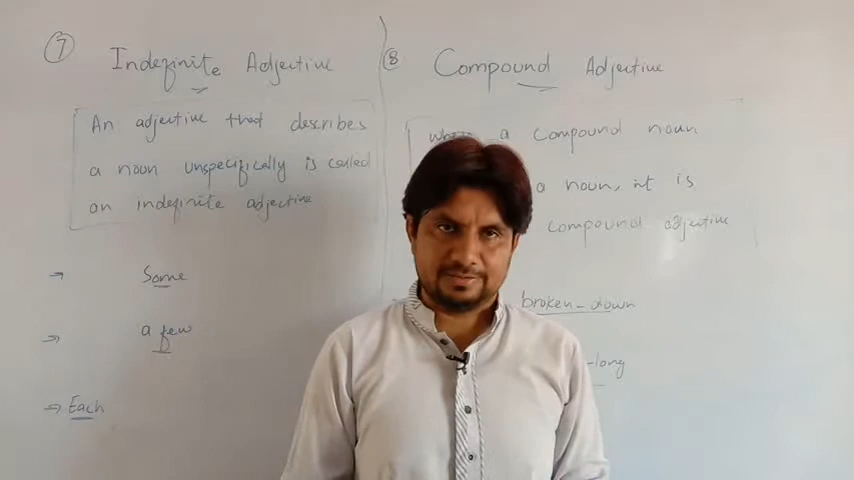 7 Indefinite Adjective
An adjective that describes
a noun unspecifically is called
an indefinite adjective
→ Some
→ a few
→ Each
8 Compound Adjective
a compound noun
a noun, it is
compound adjective
broken-down
-long